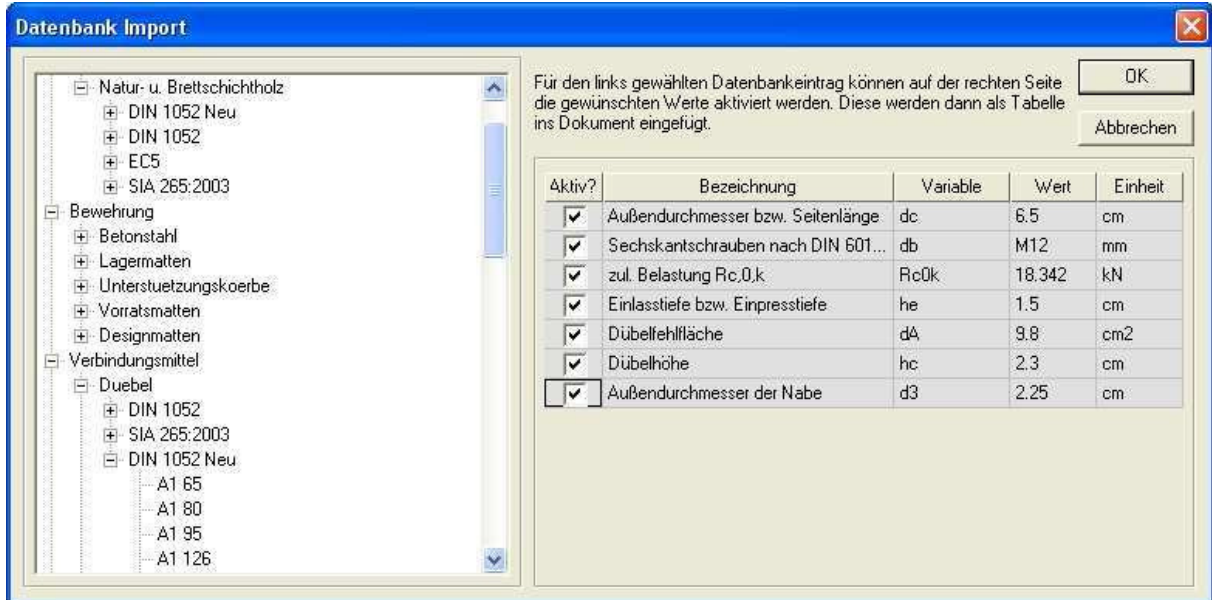 Datenbank Import
Natur- u. Brettschichtholz
DIN 1052 Neu
DIN 1052
EC5
SIA 265:2003
Bewehrung
Betonstahl
Lagermatten
Unterstuetzungskoerbe
Vorratsmatten
Designmatten
Verbindungsmittel
Duebel
DIN 1052
SIA 265:2003
DIN 1052 Neu
A1 65
A1 80
A1 95
A1 126
Für den links gewählten Datenbankeintrag können auf der rechten Seite
die gewünschten Werte aktiviert werden. Diese werden dann als Tabelle
ins Dokument eingefügt.
OK
Abbrechen
Aktiv? Bezeichnung Variable Wert Einheit
Außendurchmesser bzw. Seitenlänge dc 6.5 cm
Sechskantschrauben nach DIN 601... db M12 mm
zul. Belastung Rc,0,k Rc0k 18.342 kN
Einlasstiefe bzw. Einpresstiefe he 1.5 cm
Dübelfehlfläche dA 9.8 cm2
Dübelhöhe hc 2.3 cm
Außendurchmesser der Nabe d3 2.25 cm